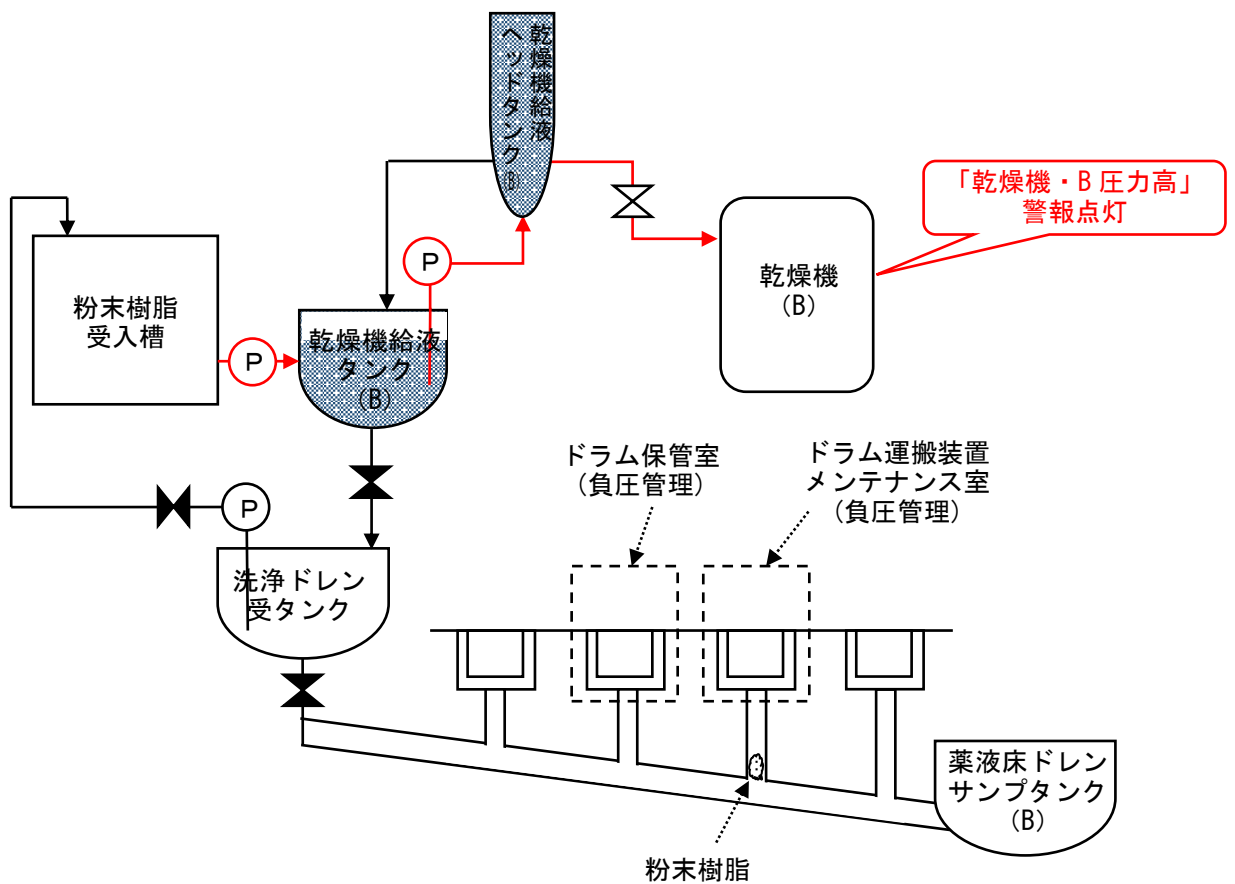 乾燥機給液
ヘッドタンク(B)
「乾燥機・B 圧力高」
警報点灯
P
乾燥機
(B)
粉末樹脂
受入槽
P
乾燥機給液
タンク
(B)
ドラム保管室
(負圧管理)
ドラム運搬装置
メンテナンス室
(負圧管理)
P
洗浄ドレン
受タンク
薬液床ドレン
サンプタンク
(B)
粉末樹脂